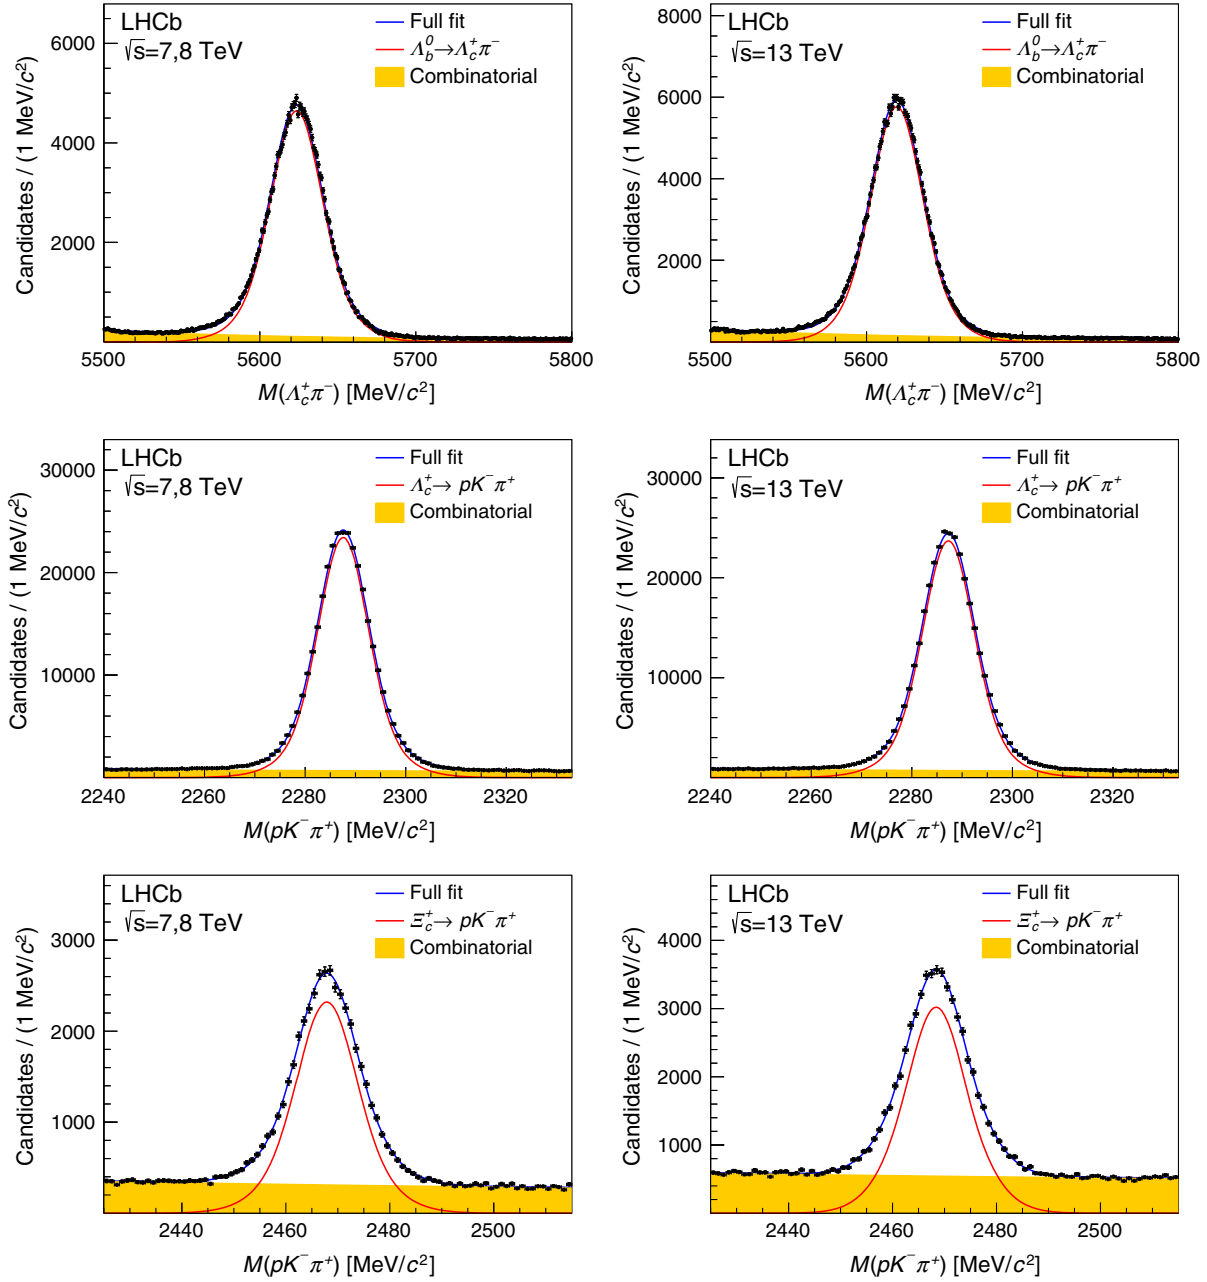 LHCb
√s=7,8 TeV
Full fit
Λb0→Λc+π−
Combinatorial
6000
4000
2000
5500 5600 5700 5800
Candidates / (1 MeV/c2)
M(Λc+π−) [MeV/c2]
LHCb
√s=13 TeV
Full fit
Λb0→Λc+π−
Combinatorial
8000
6000
4000
2000
5500 5600 5700 5800
Candidates / (1 MeV/c2)
M(Λc+π−) [MeV/c2]
LHCb
√s=7,8 TeV
Full fit
Λc+→ pK−π+
Combinatorial
30000
20000
10000
2240 2260 2280 2300 2320
Candidates / (1 MeV/c2)
M(pK−π+) [MeV/c2]
LHCb
√s=13 TeV
Full fit
Λc+→ pK−π+
Combinatorial
30000
20000
10000
2240 2260 2280 2300 2320
Candidates / (1 MeV/c2)
M(pK−π+) [MeV/c2]
LHCb
√s=7,8 TeV
Full fit
Ξc+→ pK−π+
Combinatorial
3000
2000
1000
2440 2460 2480 2500
Candidates / (1 MeV/c2)
M(pK−π+) [MeV/c2]
LHCb
√s=13 TeV
Full fit
Ξc+→ pK−π+
Combinatorial
4000
3000
2000
1000
2440 2460 2480 2500
Candidates / (1 MeV/c2)
M(pK−π+) [MeV/c2]